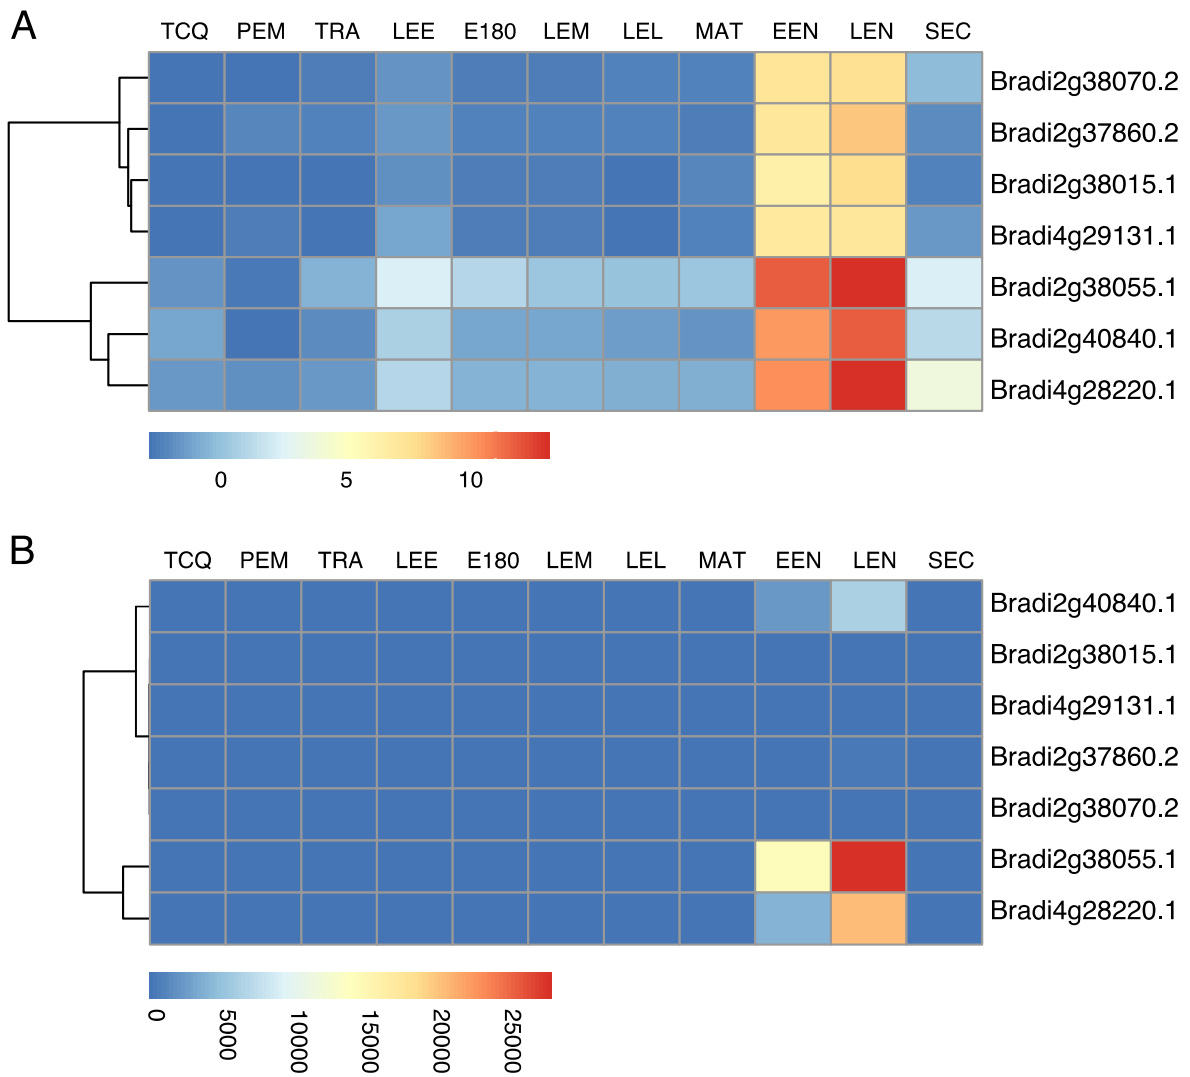 A
TCQ PEM TRA LEE E180 LEM LEL MAT EEN LEN SEC
Bradi2g38070.2
Bradi2g37860.2
Bradi2g38015.1
Bradi4g29131.1
Bradi2g38055.1
Bradi2g40840.1
Bradi4g28220.1
0 5 10
B
TCQ PEM TRA LEE E180 LEM LEL MAT EEN LEN SEC
Bradi2g40840.1
Bradi2g38015.1
Bradi4g29131.1
Bradi2g37860.2
Bradi2g38070.2
Bradi2g38055.1
Bradi4g28220.1
0 5000 10000 15000 20000 25000